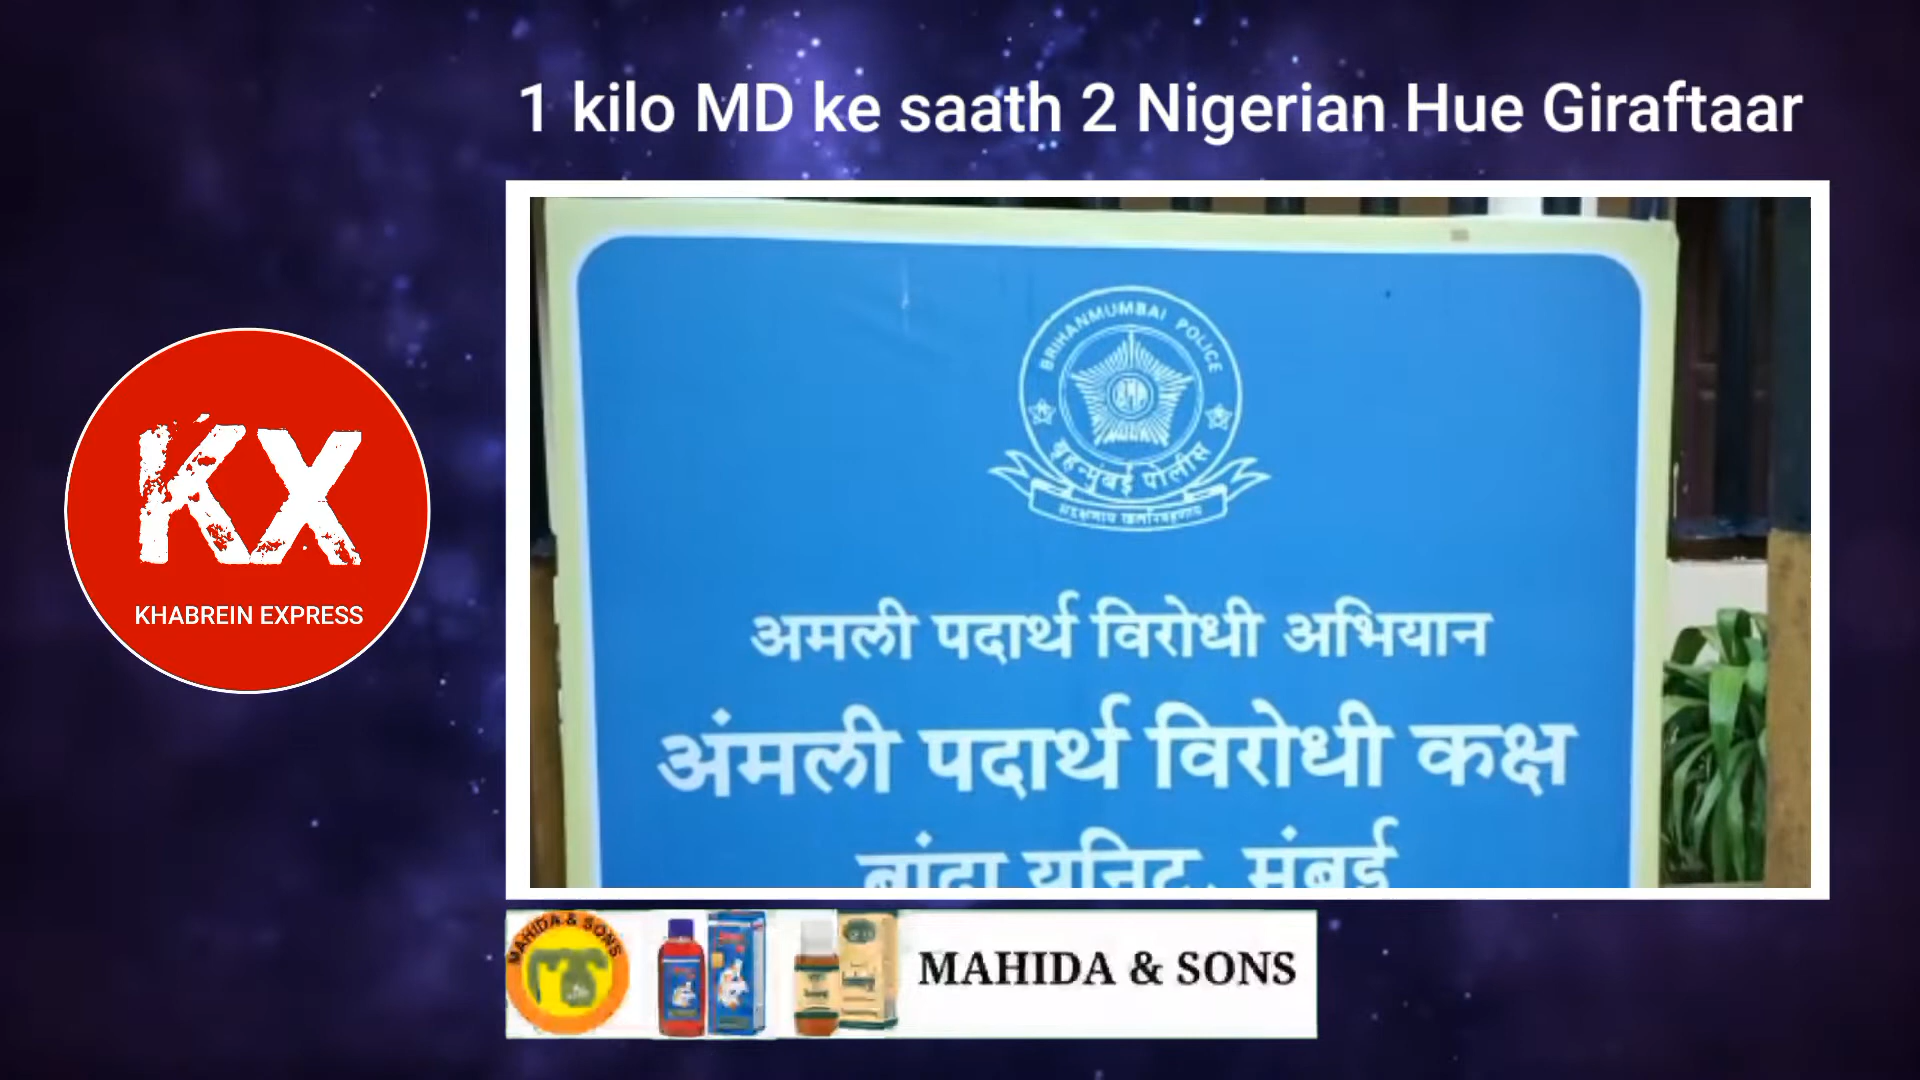 1 kilo MD ke saath 2 Nigerian Hue Giraftaar
BRIHANMUMBAI POLICE
बृहन्मुंबई पोलीस
अमली पदार्थ विरोधी अभियान
अंमली पदार्थ विरोधी कक्ष
बांद्रा युनिट, मुंबई
KX
KHABREIN EXPRESS
MAHIDA & SONS
MAHIDA & SONS